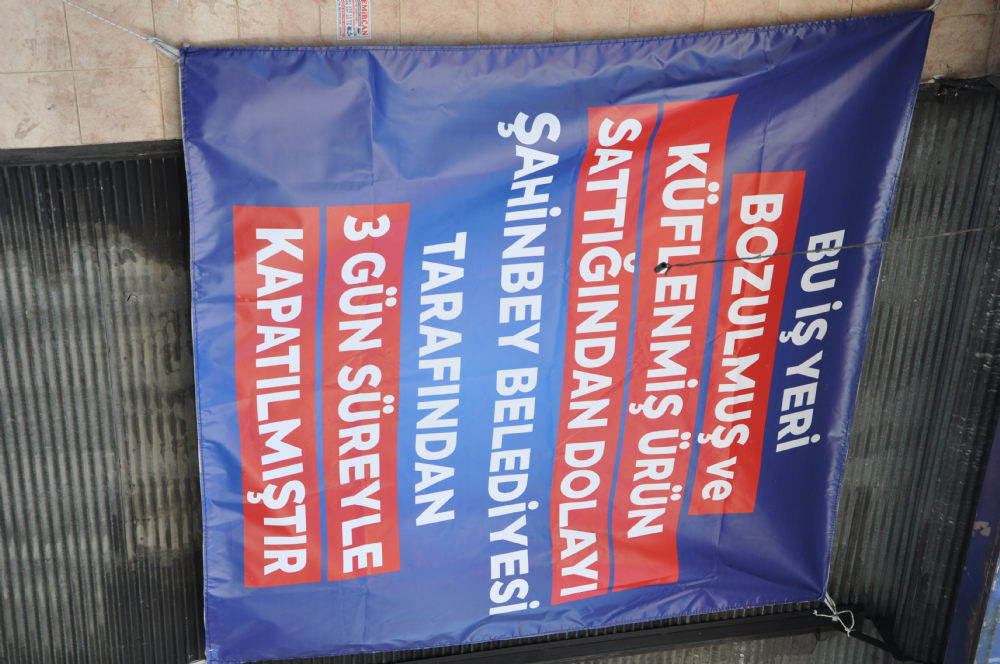 BU İŞ YERİ
BOZULMUŞ ve
KÜFLENMİŞ ÜRÜN
SATTIĞINDAN DOLAYI
ŞAHİNBEY BELEDİYESİ
TARAFINDAN
3 GÜN SÜREYLE
KAPATILMIŞTIR